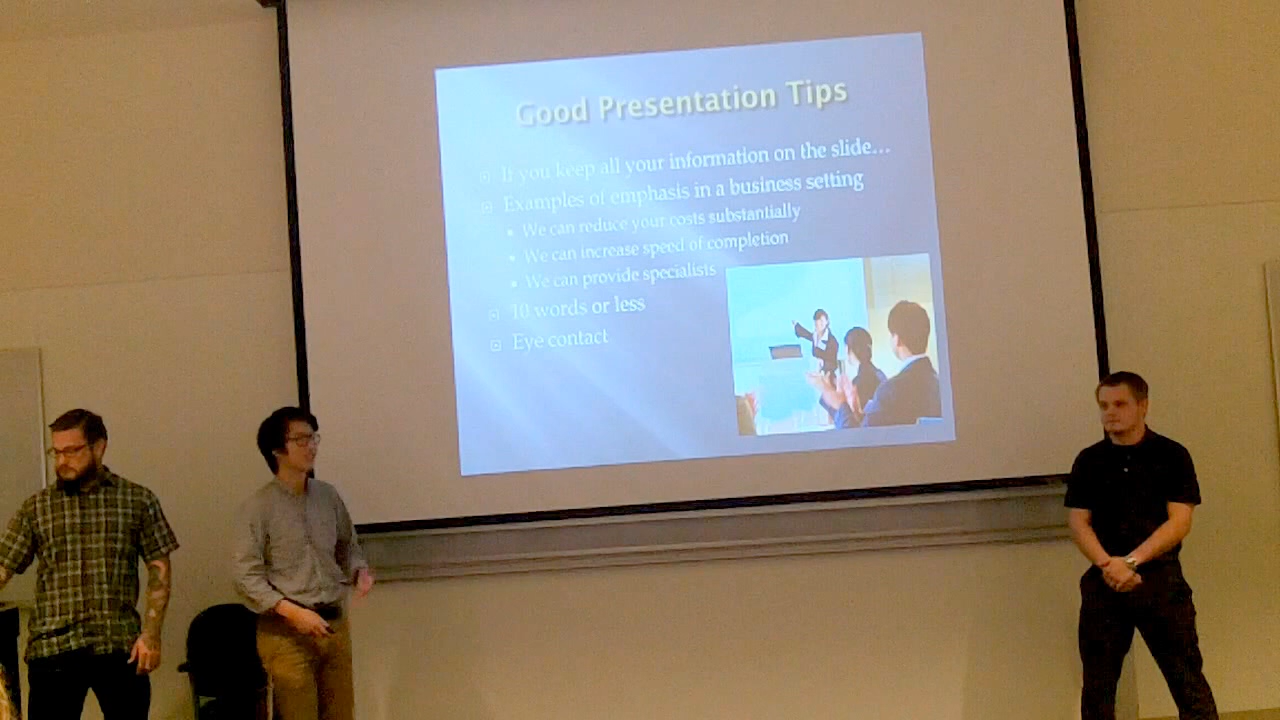 Good Presentation Tips
If you keep all your information on the slide...
Examples of emphasis in a business setting
We can reduce your costs substantially
We can increase speed of completion
We can provide specialists
10 words or less
Eye contact